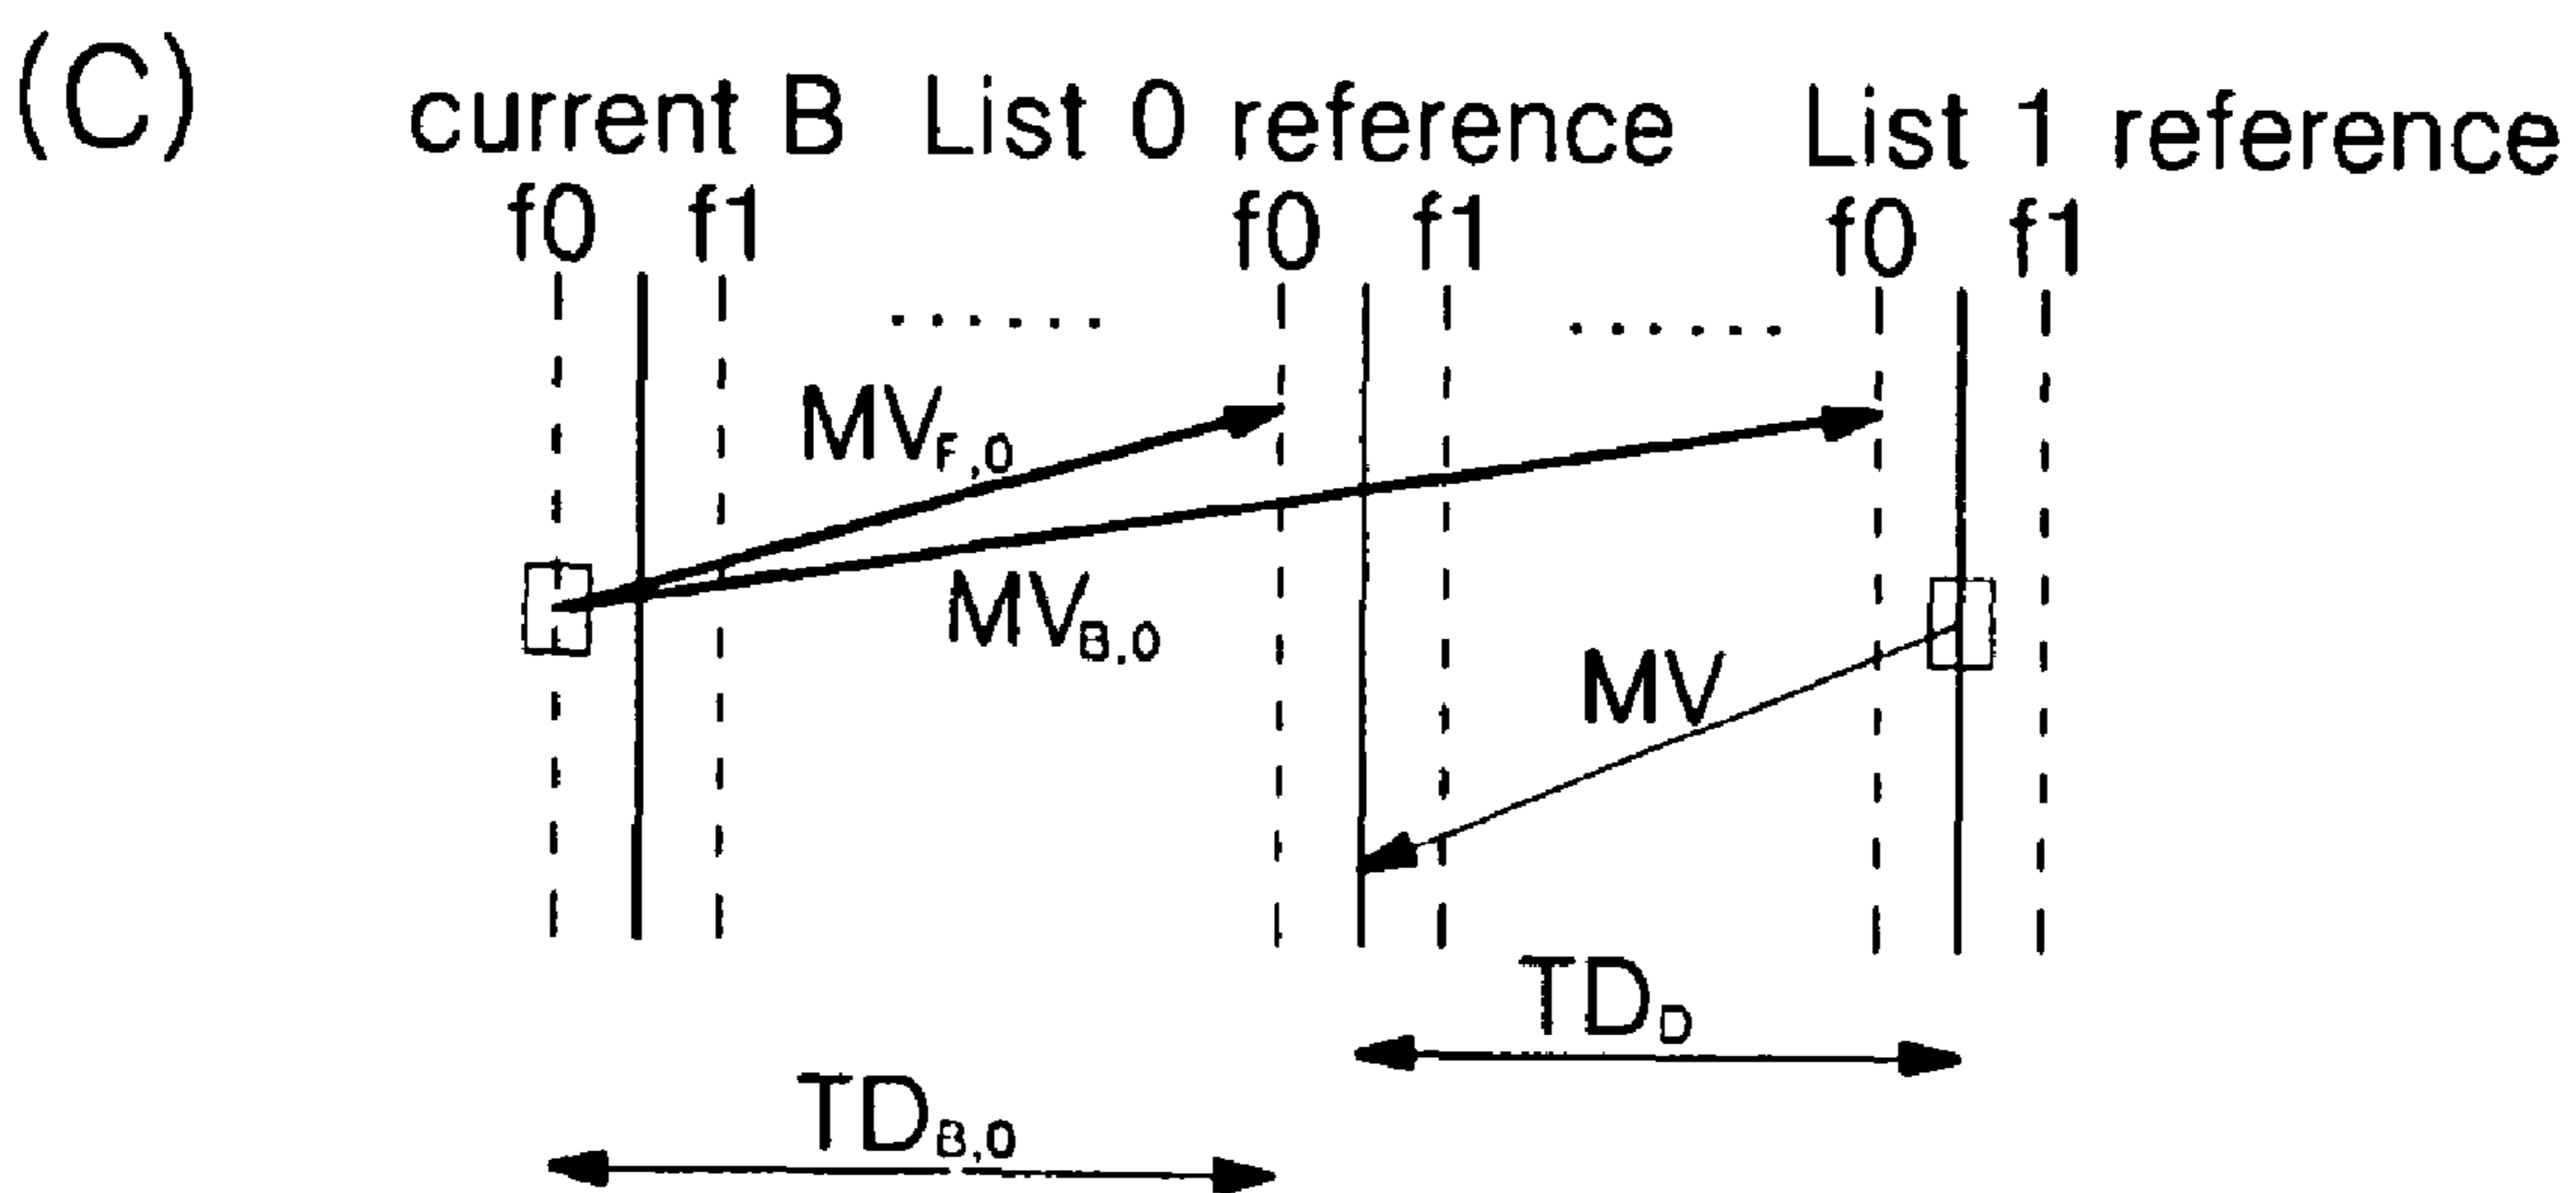 (C)
current B List 0 reference List 1 reference
f0 f1 f0 f1 f0 f1
......
......
MVF,0
MVB,0
MV
TDD
TDB,0